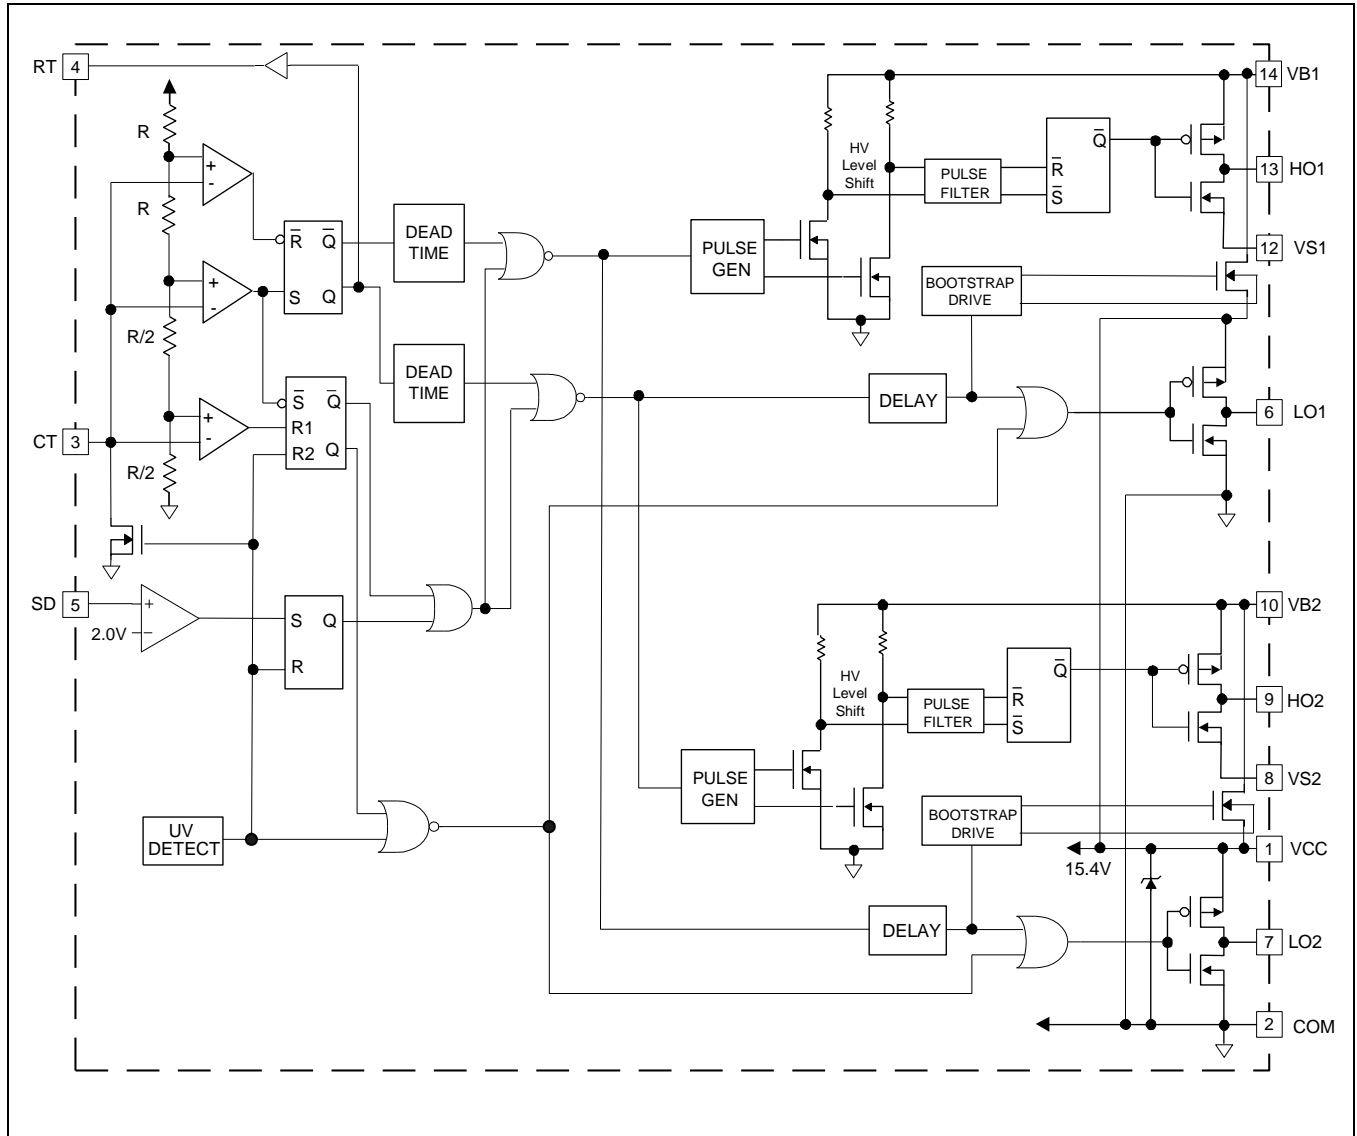 RT 4
14 VB1
R
+
-
HV
Level
Shift
PULSE
FILTER
R̅
S̅
Q̅
13 HO1
R
R̅ Q̅
S Q
DEAD
TIME
PULSE
GEN
12 VS1
+
-
BOOTSTRAP
DRIVE
R/2
DEAD
TIME
S̅ Q̅
R1
R2 Q
DELAY
6 LO1
CT 3
+
-
R/2
SD 5
+
2.0V
-
S Q
R
10 VB2
HV
Level
Shift
PULSE
FILTER
R̅
S̅
Q̅
9 HO2
PULSE
GEN
8 VS2
UV
DETECT
BOOTSTRAP
DRIVE
15.4V
1 VCC
DELAY
7 LO2
2 COM